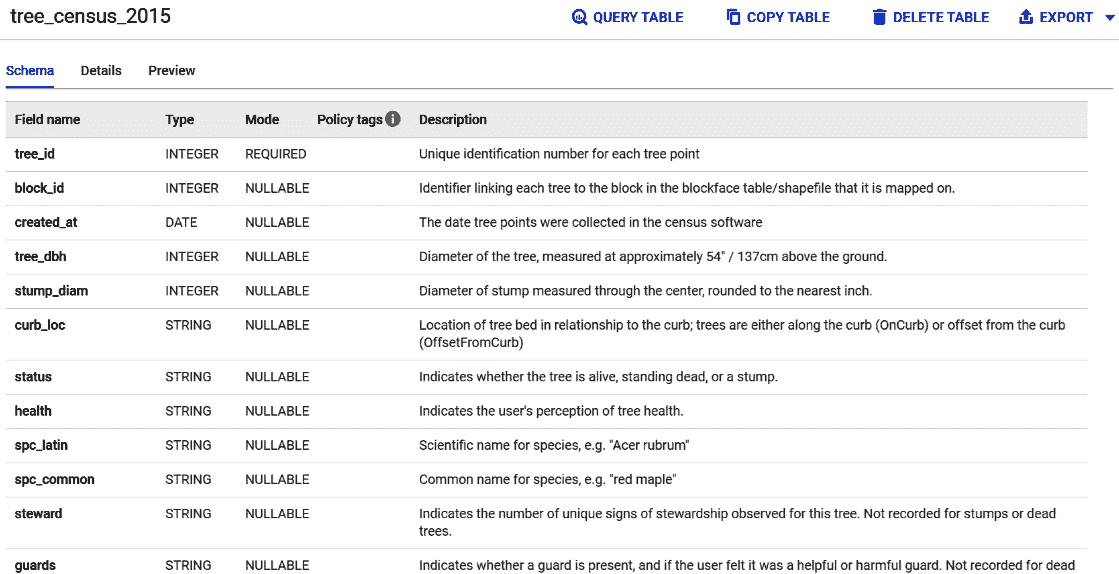 tree_census_2015 QUERY TABLE COPY TABLE DELETE TABLE EXPORT
Schema Details Preview
Field name Type Mode Policy tags Description
tree_id INTEGER REQUIRED Unique identification number for each tree point
block_id INTEGER NULLABLE Identifier linking each tree to the block in the blockface table/shapefile that it is mapped on.
created_at DATE NULLABLE The date tree points were collected in the census software
tree_dbh INTEGER NULLABLE Diameter of the tree, measured at approximately 54" / 137cm above the ground.
stump_diam INTEGER NULLABLE Diameter of stump measured through the center, rounded to the nearest inch.
curb_loc STRING NULLABLE Location of tree bed in relationship to the curb; trees are either along the curb (OnCurb) or offset from the curb
(OffsetFromCurb)
status STRING NULLABLE Indicates whether the tree is alive, standing dead, or a stump.
health STRING NULLABLE Indicates the user's perception of tree health.
spc_latin STRING NULLABLE Scientific name for species, e.g. "Acer rubrum"
spc_common STRING NULLABLE Common name for species, e.g. "red maple"
steward STRING NULLABLE Indicates the number of unique signs of stewardship observed for this tree. Not recorded for stumps or dead
trees.
guards STRING NULLABLE Indicates whether a guard is present, and if the user felt it was a helpful or harmful guard. Not recorded for dead